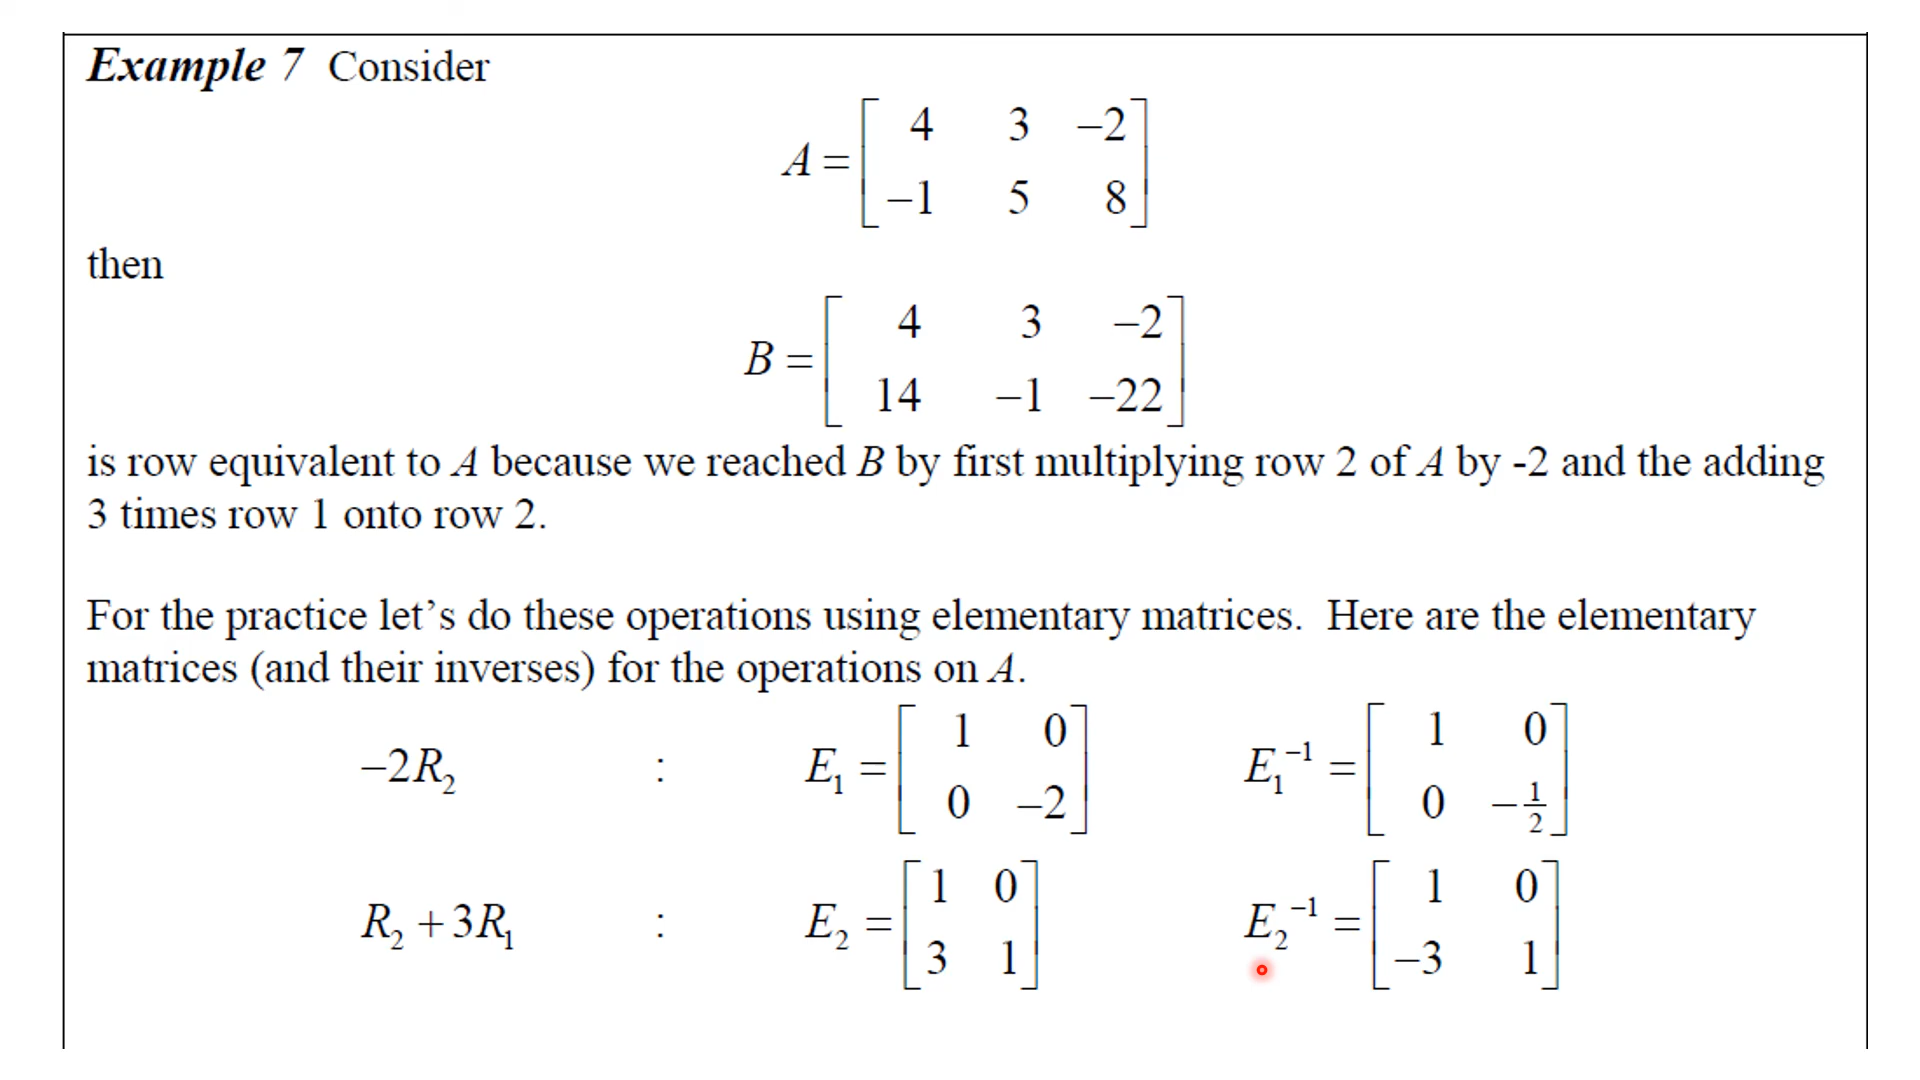 Example 7 Consider
A = [ 4 3 −2
−1 5 8 ]
then
B = [ 4 3 −2
14 −1 −22 ]
is row equivalent to A because we reached B by first multiplying row 2 of A by -2 and the adding
3 times row 1 onto row 2.
For the practice let’s do these operations using elementary matrices. Here are the elementary
matrices (and their inverses) for the operations on A.
−2R₂ : E₁ = [ 1 0
0 −2 ] E₁⁻¹ = [ 1 0
0 −1/2 ]
R₂ + 3R₁ : E₂ = [ 1 0
3 1 ] E₂⁻¹ = [ 1 0
−3 1 ]